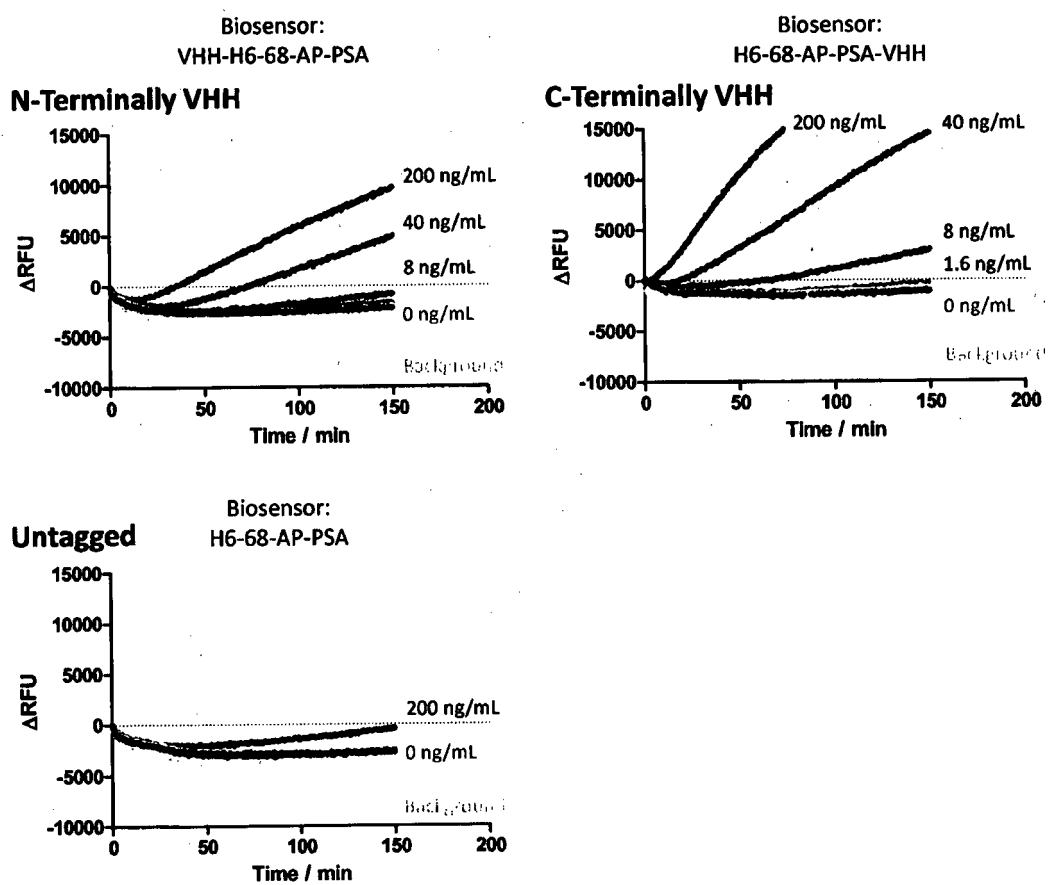 Biosensor:
VHH-H6-68-AP-PSA
N-Terminally VHH
15000
10000
5000
0
-5000
-10000
ΔRFU
200 ng/mL
40 ng/mL
8 ng/mL
0 ng/mL
Background
0 50 100 150 200
Time / min
Biosensor:
H6-68-AP-PSA-VHH
C-Terminally VHH
15000
10000
5000
0
-5000
-10000
ΔRFU
200 ng/mL
40 ng/mL
8 ng/mL
1.6 ng/mL
0 ng/mL
Background
0 50 100 150 200
Time / min
Biosensor:
Untagged H6-68-AP-PSA
15000
10000
5000
0
-5000
-10000
ΔRFU
200 ng/mL
0 ng/mL
Background
0 50 100 150 200
Time / min